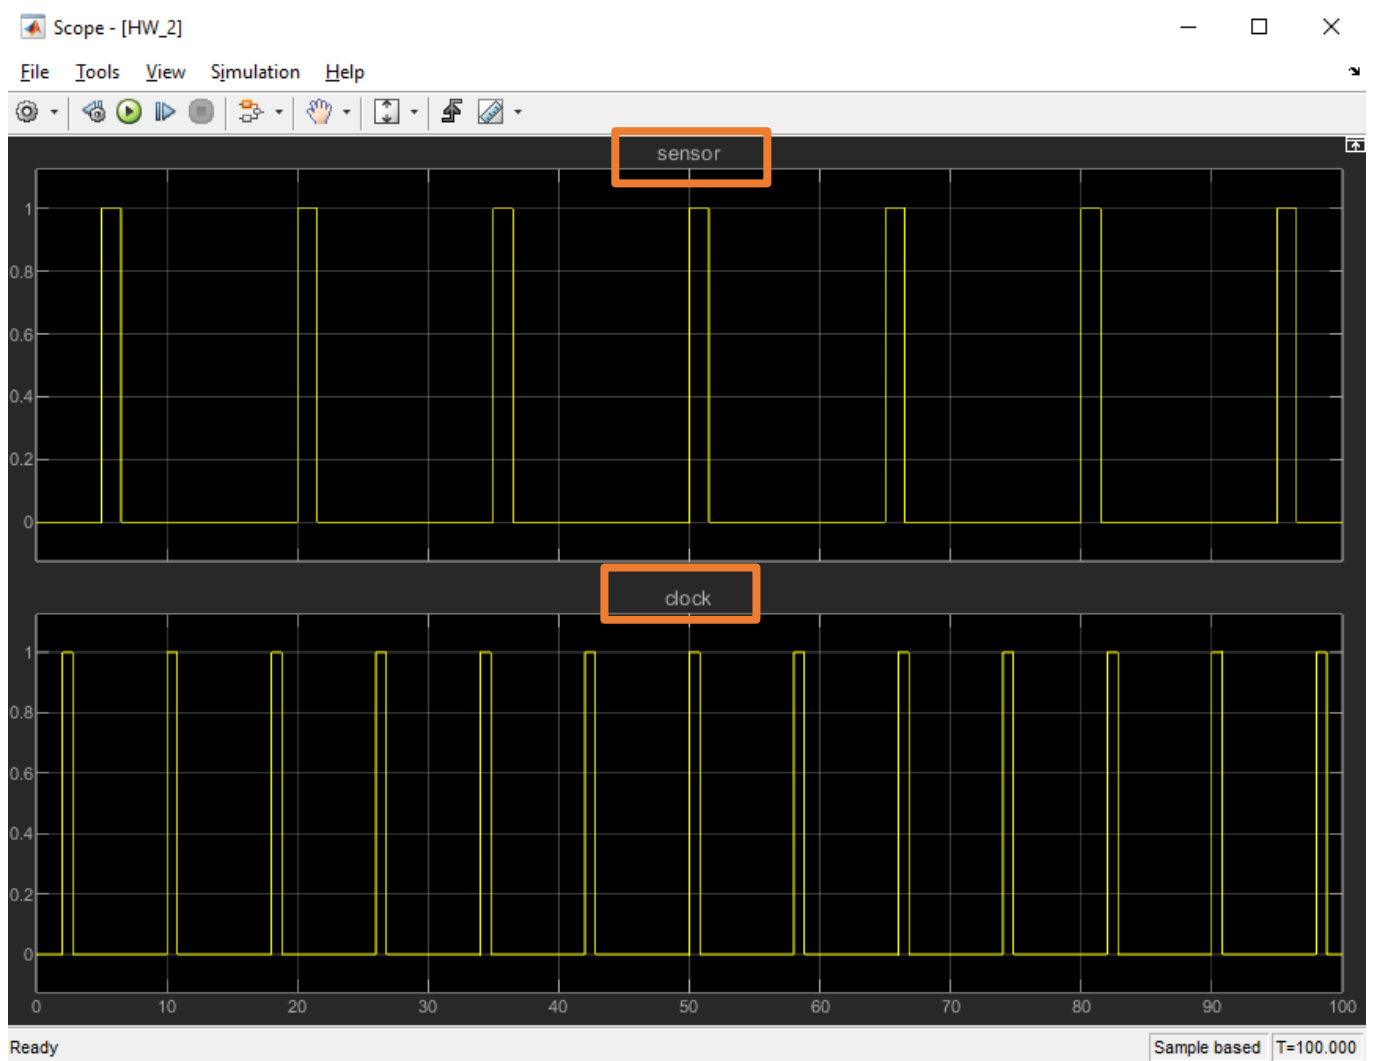 Scope - [HW_2]
File Tools View Simulation Help
sensor
1
0.8
0.6
0.4
0.2
0
clock
1
0.8
0.6
0.4
0.2
0
0 10 20 30 40 50 60 70 80 90 100
Ready Sample based T=100.000